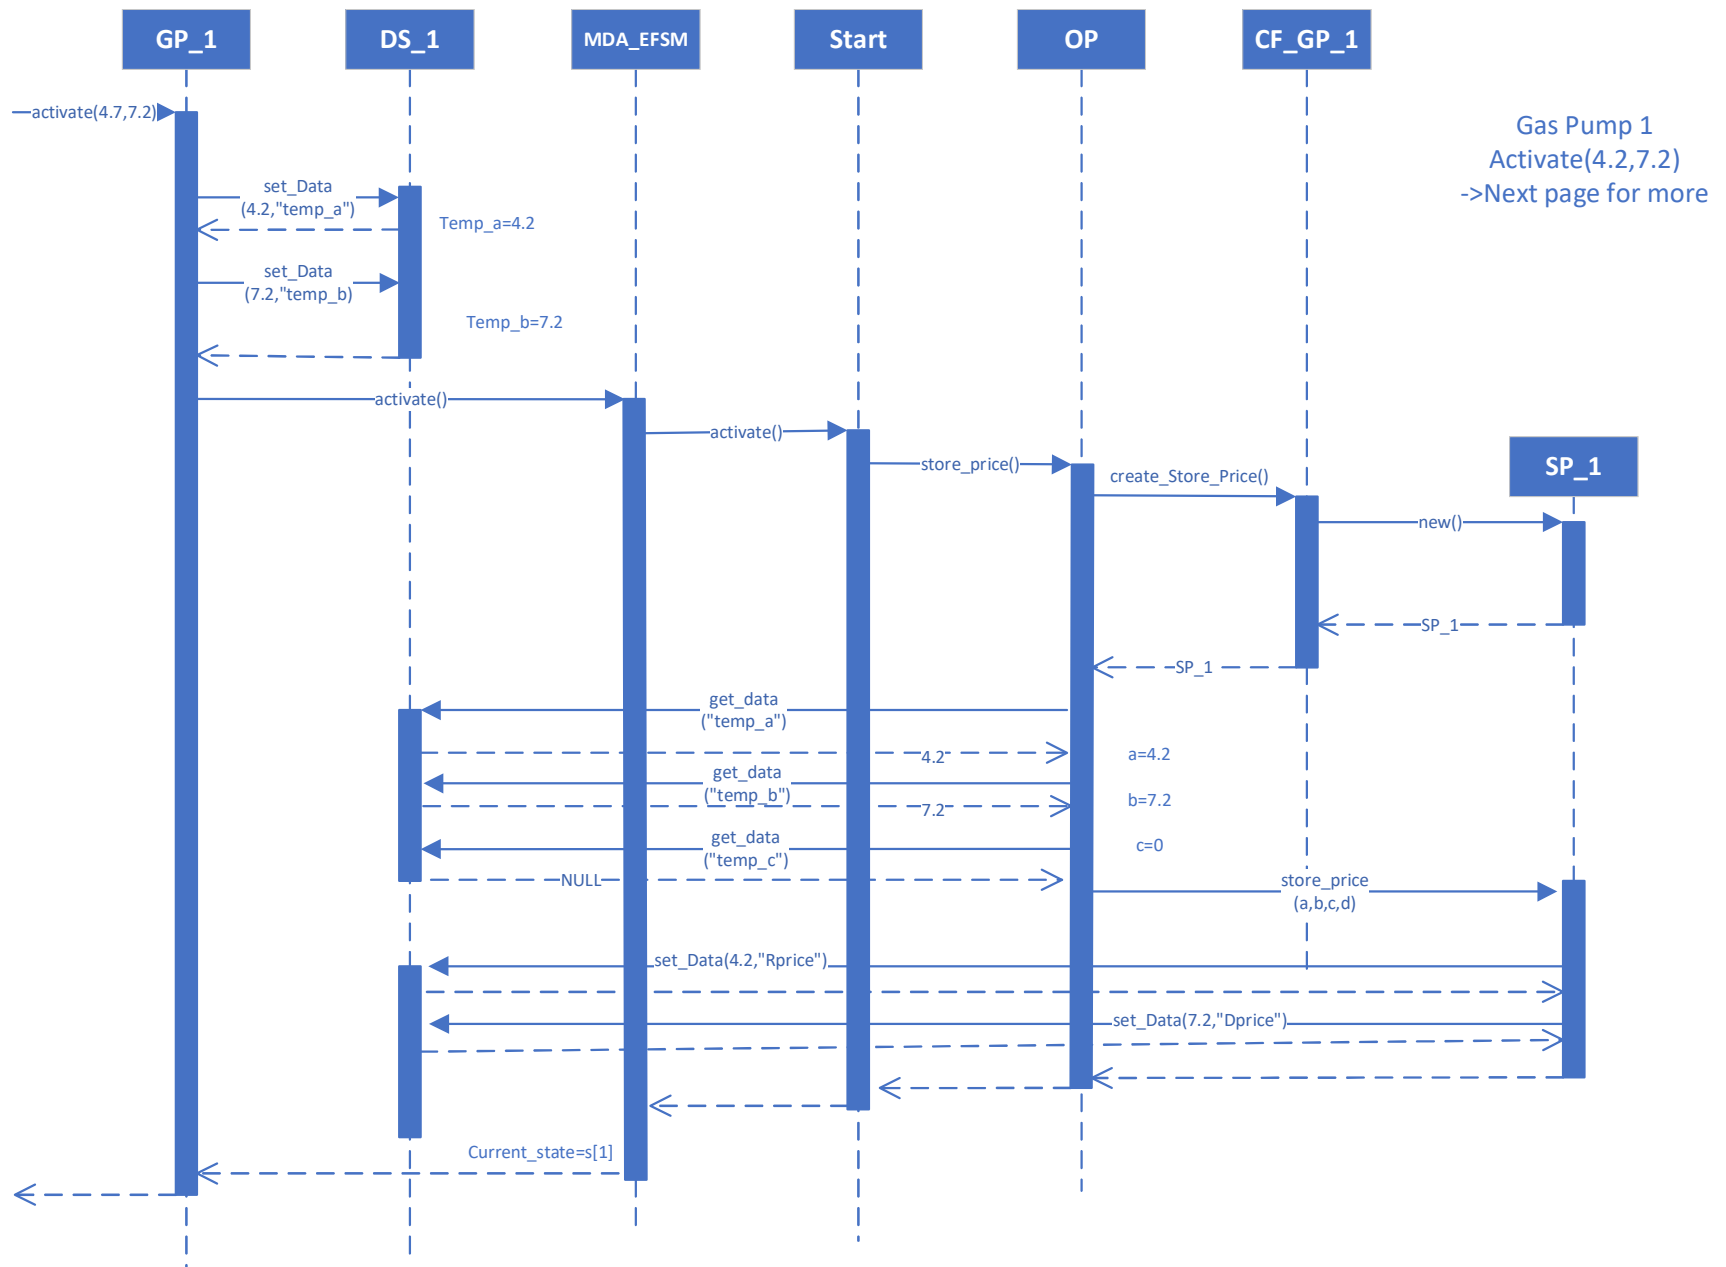 GP_1
DS_1
MDA_EFSM
Start
OP
CF_GP_1
activate(4.7,7.2)
Gas Pump 1
Activate(4.2,7.2)
->Next page for more
set_Data
(4.2,"temp_a")
Temp_a=4.2
set_Data
(7.2,"temp_b)
Temp_b=7.2
activate()
activate()
store_price()
create_Store_Price()
SP_1
new()
SP_1
SP_1
get_data
("temp_a")
4.2
a=4.2
get_data
("temp_b")
7.2
b=7.2
get_data
("temp_c")
c=0
NULL
store_price
(a,b,c,d)
set_Data(4.2,"Rprice")
set_Data(7.2,"Dprice")
Current_state=s[1]